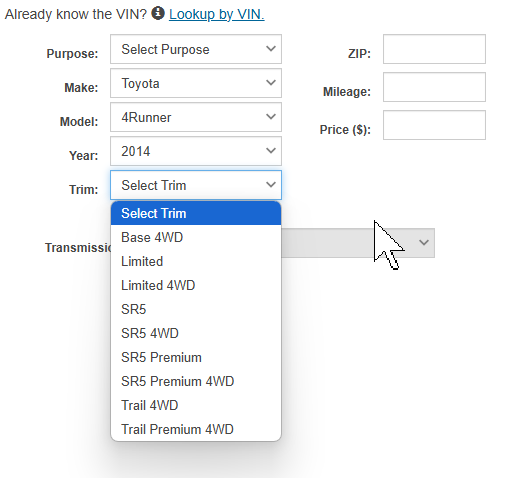 Already know the VIN? Lookup by VIN.
Purpose: Select Purpose ZIP:
Make: Toyota Mileage:
Model: 4Runner Price ($):
Year: 2014
Trim: Select Trim
Select Trim
Base 4WD
Transmissi
Limited
Limited 4WD
SR5
SR5 4WD
SR5 Premium
SR5 Premium 4WD
Trail 4WD
Trail Premium 4WD